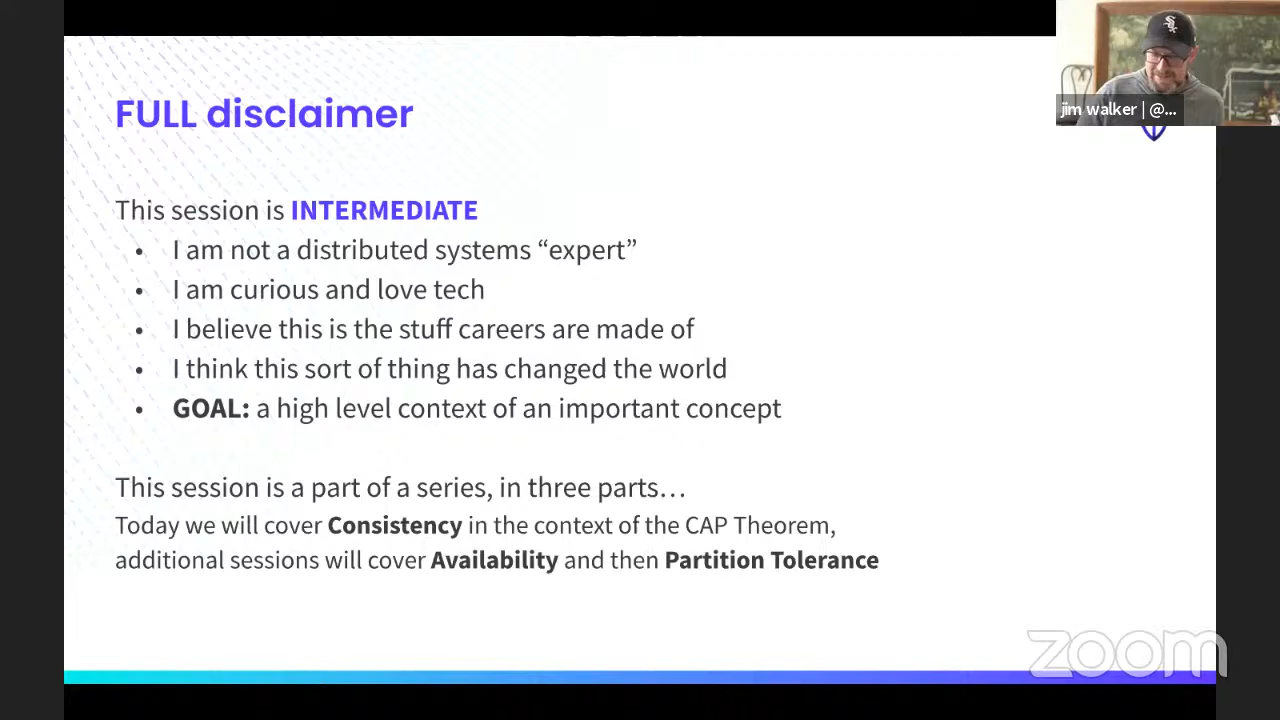 FULL disclaimer
jim walker | @...
This session is INTERMEDIATE
• I am not a distributed systems “expert”
• I am curious and love tech
• I believe this is the stuff careers are made of
• I think this sort of thing has changed the world
• GOAL: a high level context of an important concept
This session is a part of a series, in three parts…
Today we will cover Consistency in the context of the CAP Theorem,
additional sessions will cover Availability and then Partition Tolerance
zoom